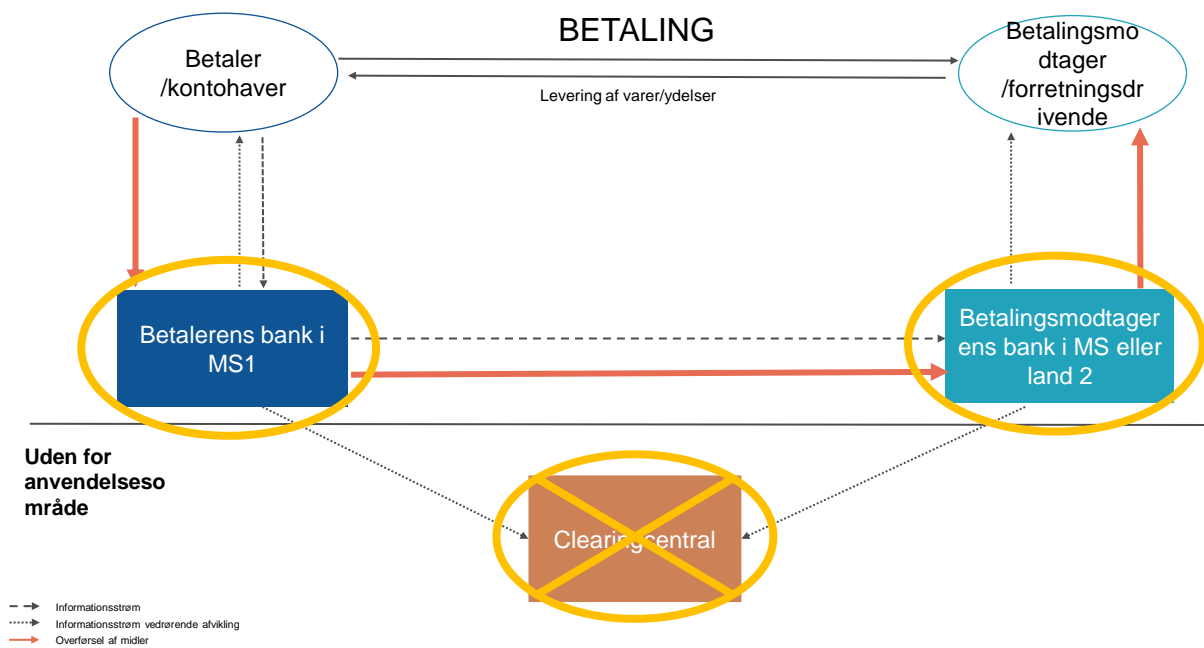 BETALING
Betaler
/kontohaver
Betalingsmo
dtager
/forretningsdr
ivende
Levering af varer/ydelser
Betalerens bank i
MS1
Betalingsmodtager
ens bank i MS eller
land 2
Uden for
anvendelseso
mråde
Clearingcentral
Informationsstrøm
Informationsstrøm vedrørende afvikling
Overførsel af midler